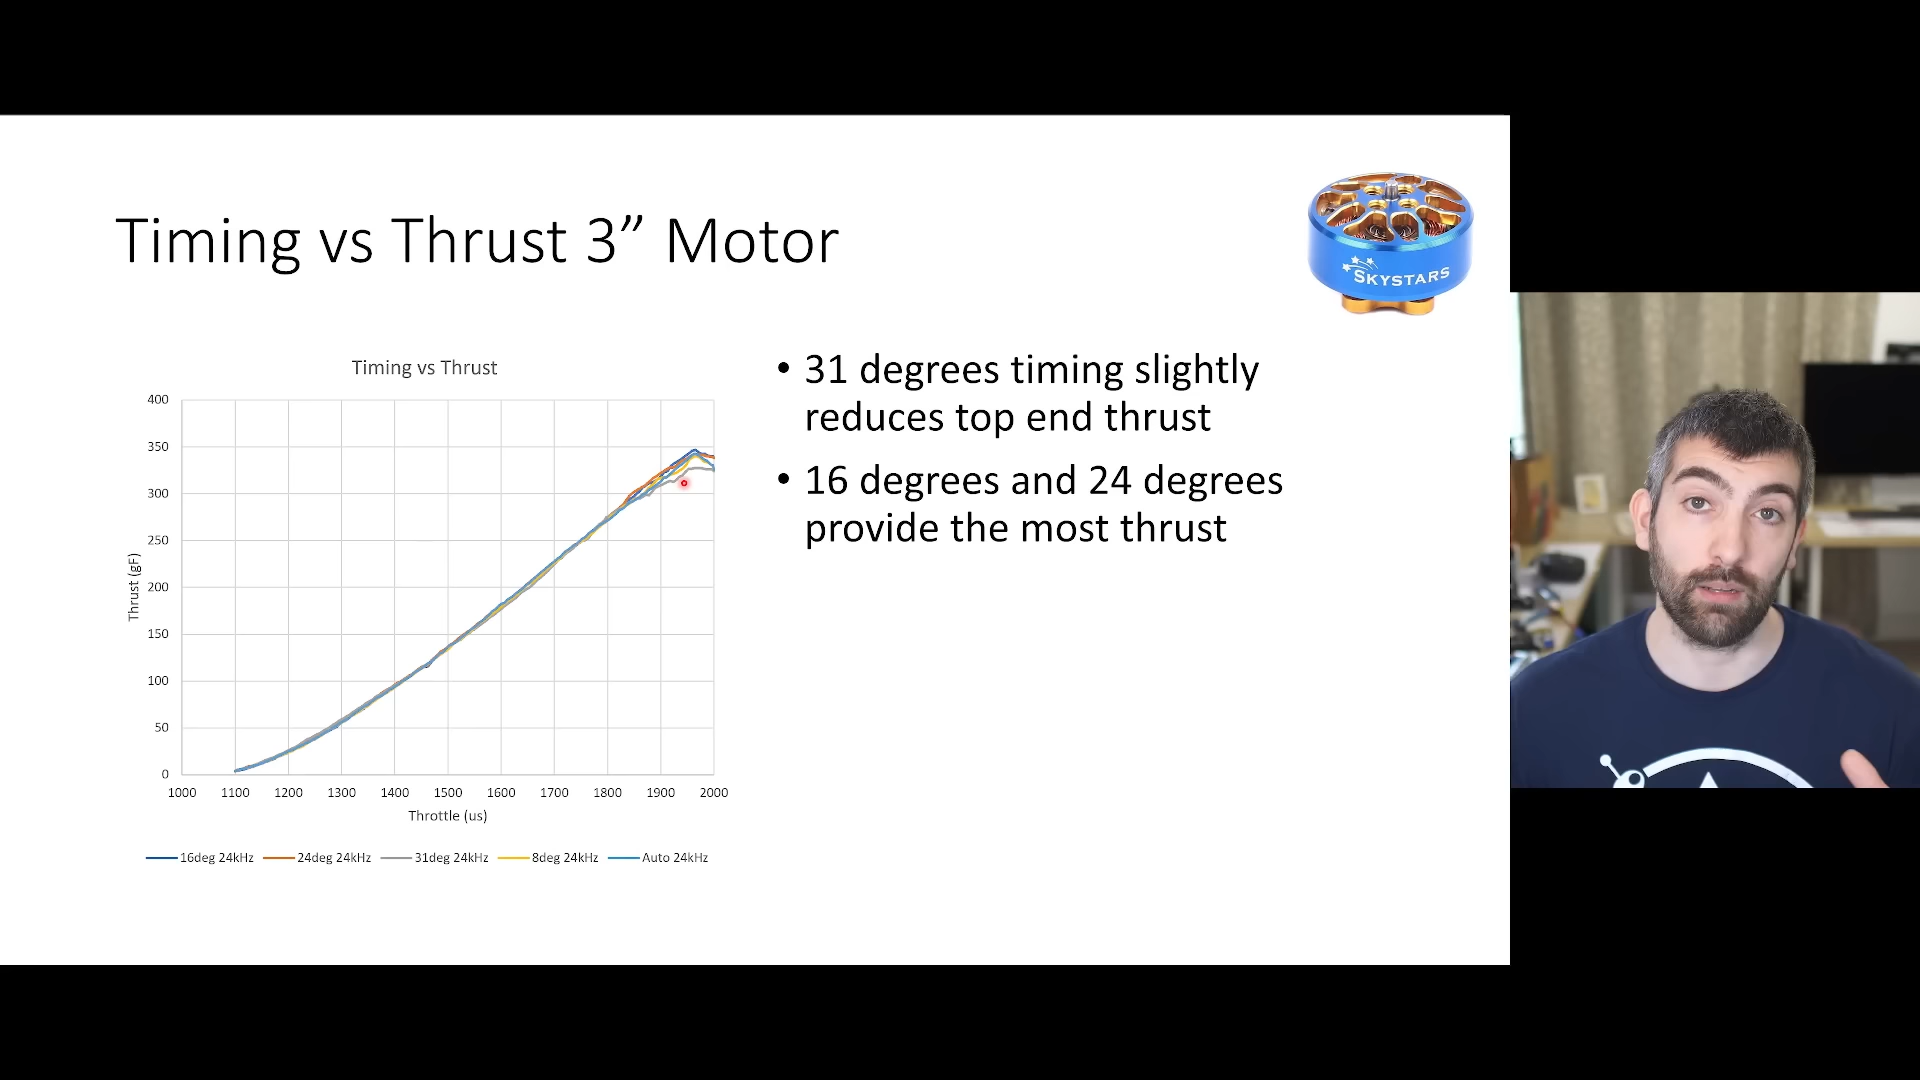 Timing vs Thrust 3” Motor
SKYSTARS
• 31 degrees timing slightly
reduces top end thrust
• 16 degrees and 24 degrees
provide the most thrust
Timing vs Thrust
400
350
300
250
200
150
100
50
0
Thrust (gF)
1000 1100 1200 1300 1400 1500 1600 1700 1800 1900 2000
Throttle (us)
16deg 24kHz 24deg 24kHz 31deg 24kHz 8deg 24kHz Auto 24kHz